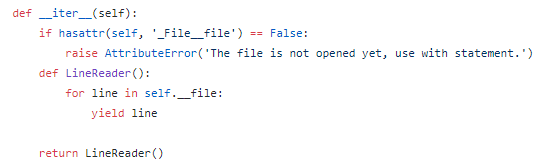 def __iter__(self):
    if hasattr(self, '_File__file') == False:
        raise AttributeError('The file is not opened yet, use with statement.')
    def LineReader():
        for line in self.__file:
            yield line

    return LineReader()